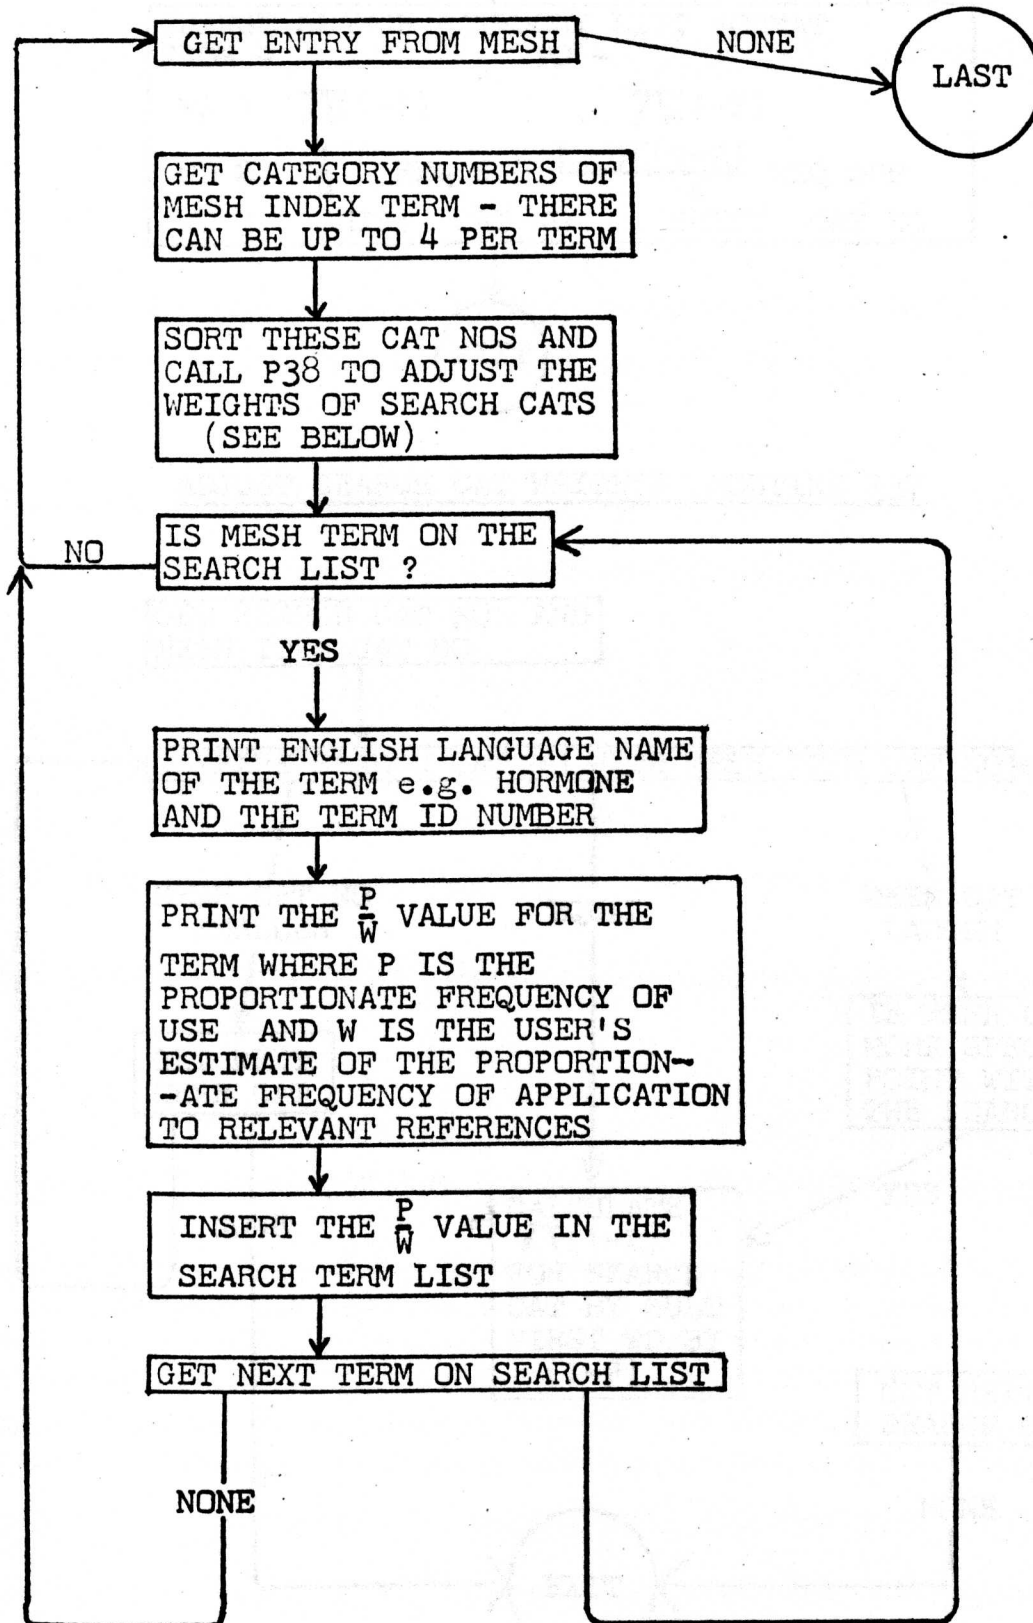 GET ENTRY FROM MESH
NONE
LAST
GET CATEGORY NUMBERS OF
MESH INDEX TERM - THERE
CAN BE UP TO 4 PER TERM
SORT THESE CAT NOS AND
CALL P38 TO ADJUST THE
WEIGHTS OF SEARCH CATS
(SEE BELOW)
IS MESH TERM ON THE
SEARCH LIST ?
NO
YES
PRINT ENGLISH LANGUAGE NAME
OF THE TERM e.g. HORMONE
AND THE TERM ID NUMBER
PRINT THE P/W VALUE FOR THE
TERM WHERE P IS THE
PROPORTIONATE FREQUENCY OF
USE AND W IS THE USER'S
ESTIMATE OF THE PROPORTION-
-ATE FREQUENCY OF APPLICATION
TO RELEVANT REFERENCES
INSERT THE P/W VALUE IN THE
SEARCH TERM LIST
GET NEXT TERM ON SEARCH LIST
NONE